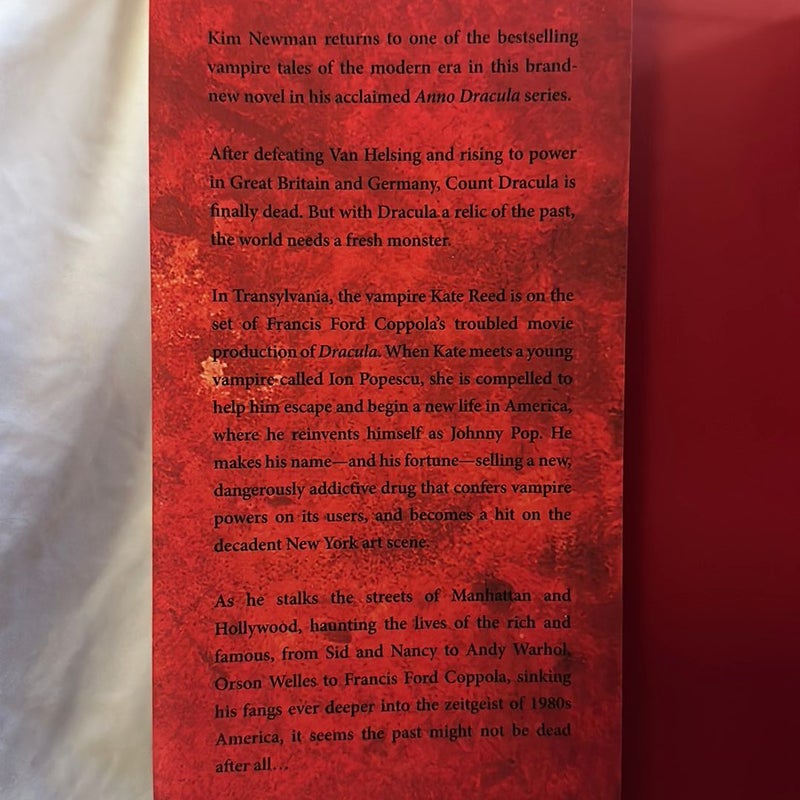 Kim Newman returns to one of the bestselling
vampire tales of the modern era in this brand-
new novel in his acclaimed Anno Dracula series.
After defeating Van Helsing and rising to power
in Great Britain and Germany, Count Dracula is
finally dead. But with Dracula a relic of the past,
the world needs a fresh monster.
In Transylvania, the vampire Kate Reed is on the
set of Francis Ford Coppola's troubled movie
production of Dracula. When Kate meets a young
vampire called Ion Popescu, she is compelled to
help him escape and begin a new life in America,
where he reinvents himself as Johnny Pop. He
makes his name—and his fortune—selling a new,
dangerously addictive drug that confers vampire
powers on its users, and becomes a hit on the
decadent New York art scene.
As he stalks the streets of Manhattan and
Hollywood, haunting the lives of the rich and
famous, from Sid and Nancy to Andy Warhol,
Orson Welles to Francis Ford Coppola, sinking
his fangs ever deeper into the zeitgeist of 1980s
America, it seems the past might not be dead
after all…